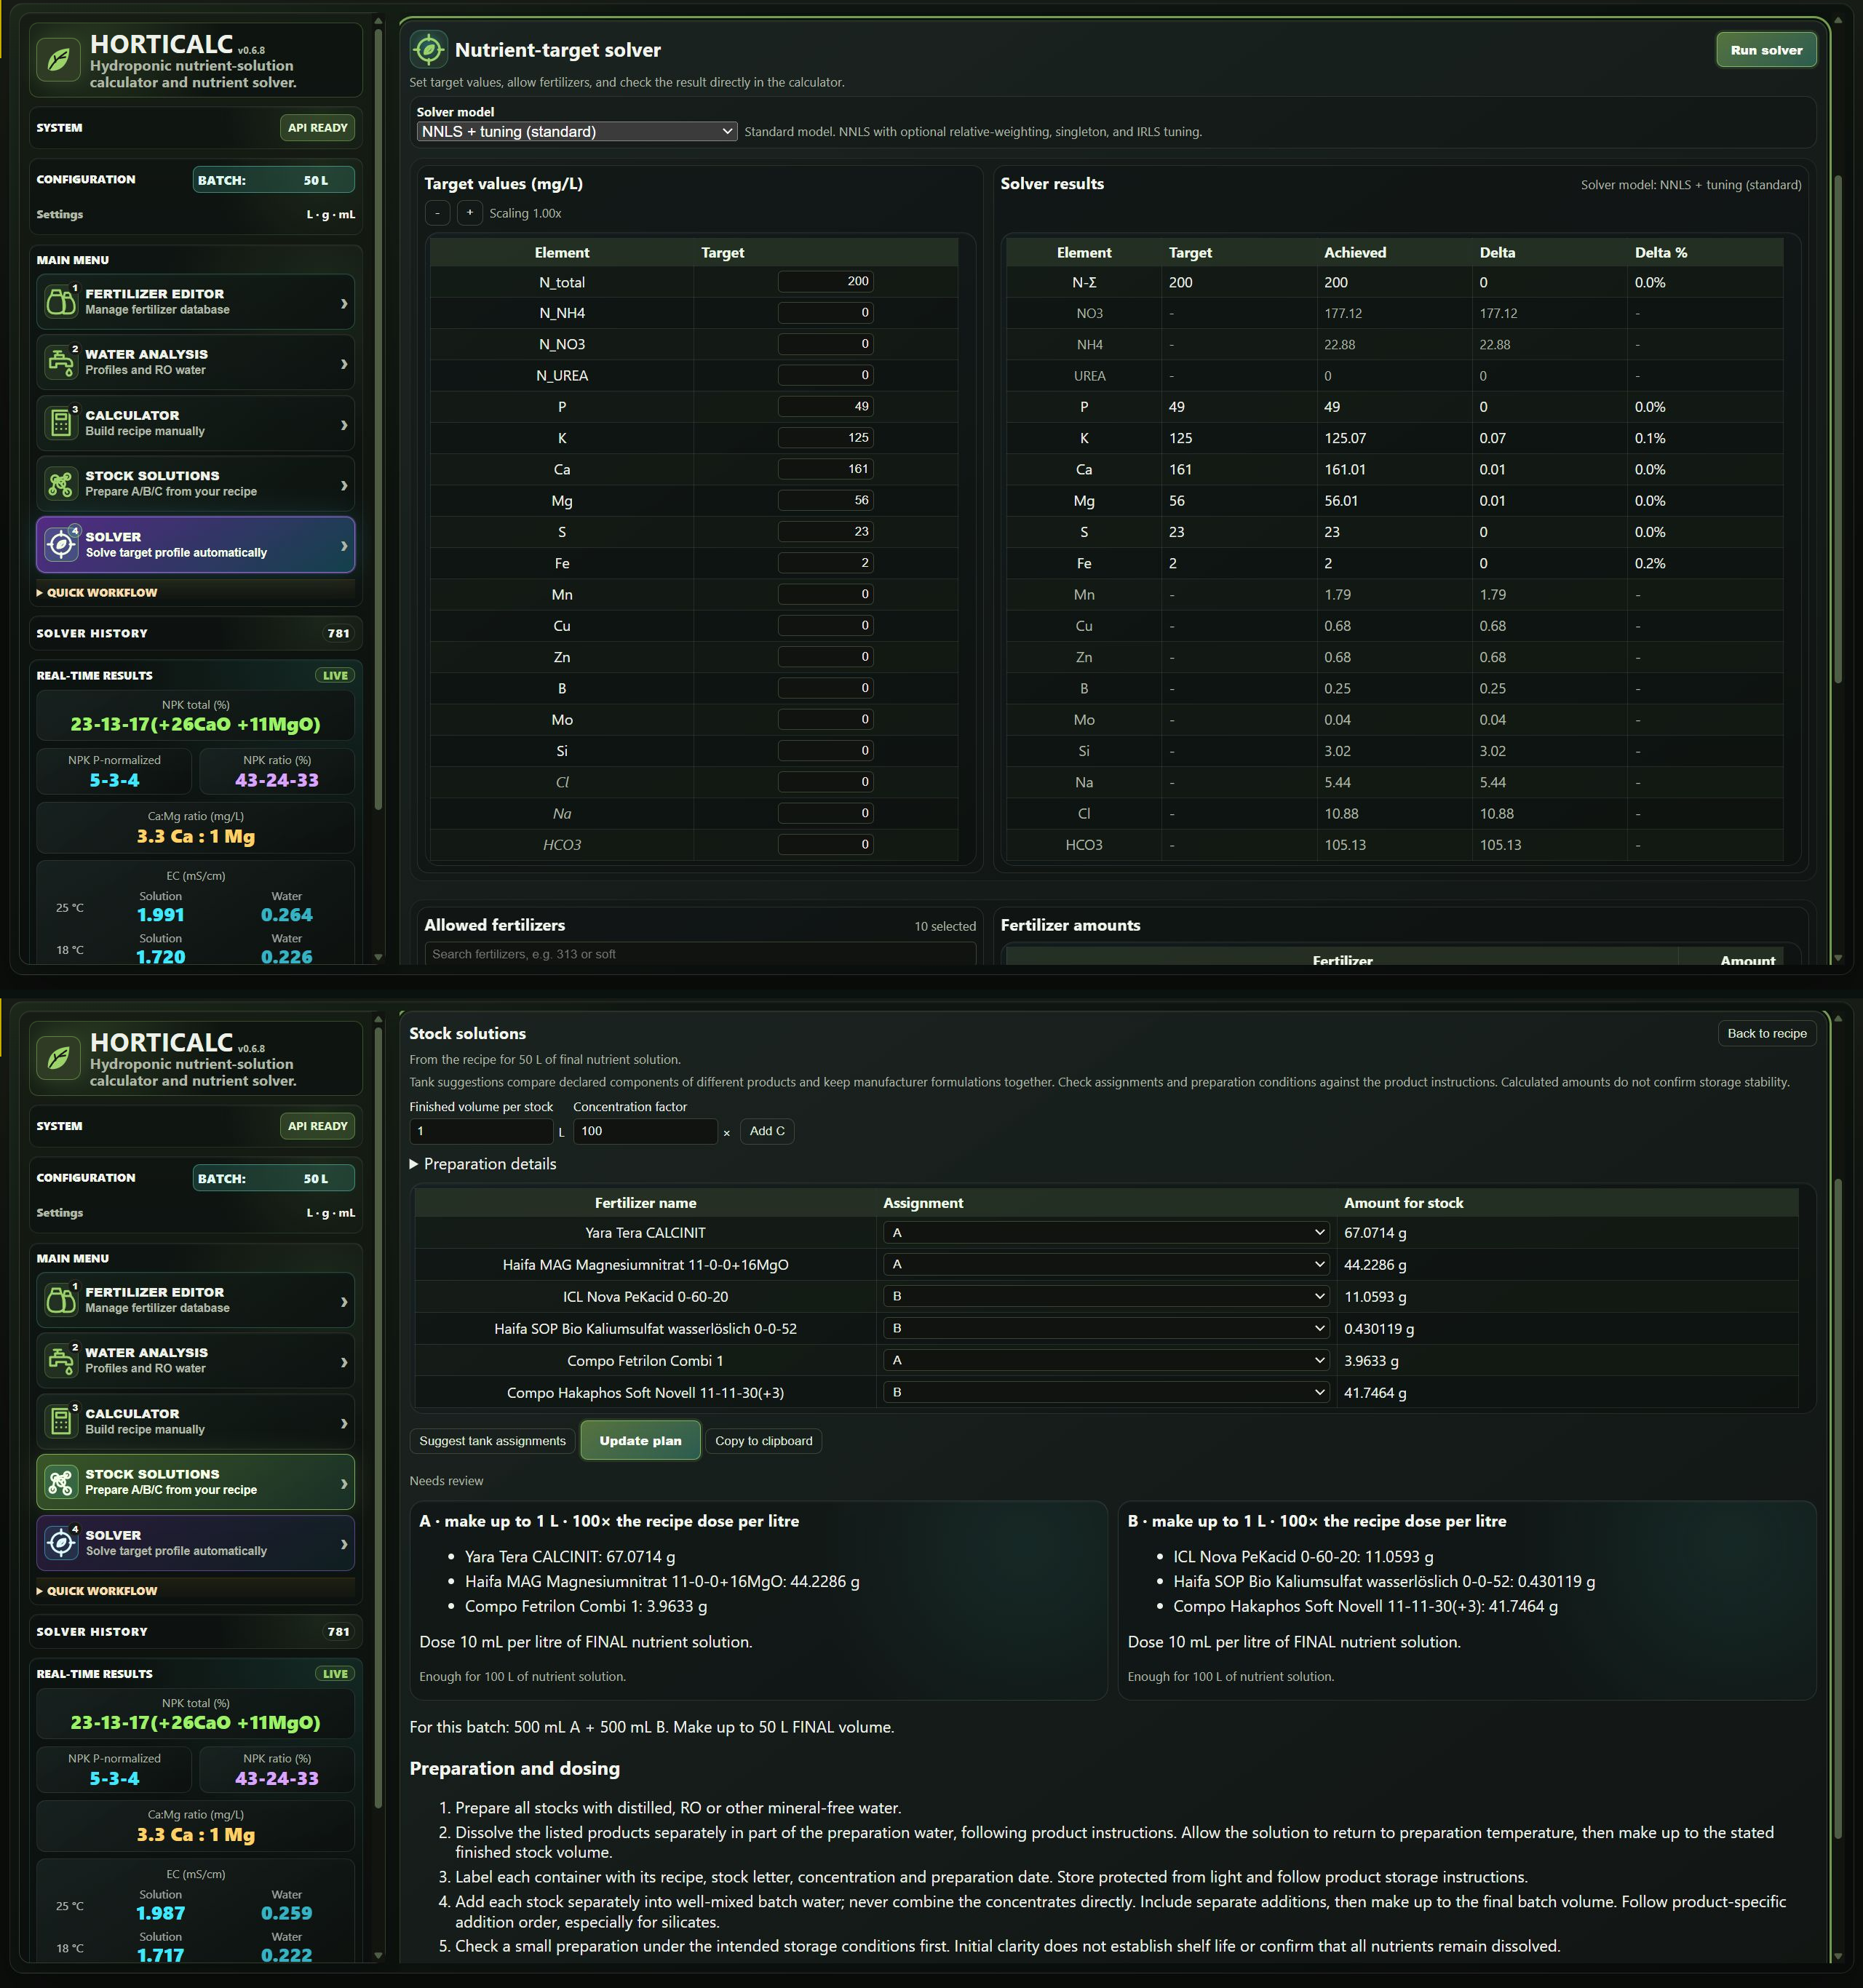 HORTICALC v0.6.8
Hydroponic nutrient-solution
calculator and nutrient solver.
SYSTEM
API READY
CONFIGURATION
BATCH: 50 L
Settings
L · g · mL
MAIN MENU
1
FERTILIZER EDITOR
Manage fertilizer database
2
WATER ANALYSIS
Profiles and RO water
3
CALCULATOR
Build recipe manually
STOCK SOLUTIONS
Prepare A/B/C from your recipe
4
SOLVER
Solve target profile automatically
QUICK WORKFLOW
SOLVER HISTORY 781
REAL-TIME RESULTS LIVE
NPK total (%)
23-13-17(+26CaO +11MgO)
NPK P-normalized
5-3-4
NPK ratio (%)
43-24-33
Ca:Mg ratio (mg/L)
3.3 Ca : 1 Mg
EC (mS/cm)
Solution Water
25 °C 1.991 0.264
Solution Water
18 °C 1.720 0.226
Nutrient-target solver
Run solver
Set target values, allow fertilizers, and check the result directly in the calculator.
Solver model
NNLS + tuning (standard)
Standard model. NNLS with optional relative-weighting, singleton, and IRLS tuning.
Target values (mg/L)
- + Scaling 1.00x
Element Target
N_total 200
N_NH4 0
N_NO3 0
N_UREA 0
P 49
K 125
Ca 161
Mg 56
S 23
Fe 2
Mn 0
Cu 0
Zn 0
B 0
Mo 0
Si 0
Cl 0
Na 0
HCO3 0
Solver results
Solver model: NNLS + tuning (standard)
Element Target Achieved Delta Delta %
N-Σ 200 200 0 0.0%
NO3 - 177.12 177.12 -
NH4 - 22.88 22.88 -
UREA - 0 0 -
P 49 49 0 0.0%
K 125 125.07 0.07 0.1%
Ca 161 161.01 0.01 0.0%
Mg 56 56.01 0.01 0.0%
S 23 23 0 0.0%
Fe 2 2 0 0.2%
Mn - 1.79 1.79 -
Cu - 0.68 0.68 -
Zn - 0.68 0.68 -
B - 0.25 0.25 -
Mo - 0.04 0.04 -
Si - 3.02 3.02 -
Na - 5.44 5.44 -
Cl - 10.88 10.88 -
HCO3 - 105.13 105.13 -
Allowed fertilizers
10 selected
Search fertilizers, e.g. 313 or soft
Fertilizer amounts
Fertilizer Amount
HORTICALC v0.6.8
Hydroponic nutrient-solution
calculator and nutrient solver.
SYSTEM
API READY
CONFIGURATION
BATCH: 50 L
Settings
L · g · mL
MAIN MENU
1
FERTILIZER EDITOR
Manage fertilizer database
2
WATER ANALYSIS
Profiles and RO water
3
CALCULATOR
Build recipe manually
STOCK SOLUTIONS
Prepare A/B/C from your recipe
4
SOLVER
Solve target profile automatically
QUICK WORKFLOW
SOLVER HISTORY 781
REAL-TIME RESULTS LIVE
NPK total (%)
23-13-17(+26CaO +11MgO)
NPK P-normalized
5-3-4
NPK ratio (%)
43-24-33
Ca:Mg ratio (mg/L)
3.3 Ca : 1 Mg
EC (mS/cm)
Solution Water
25 °C 1.987 0.259
Solution Water
18 °C 1.717 0.222
Stock solutions
Back to recipe
From the recipe for 50 L of final nutrient solution.
Tank suggestions compare declared components of different products and keep manufacturer formulations together. Check assignments and preparation conditions against the product instructions. Calculated amounts do not confirm storage stability.
Finished volume per stock Concentration factor
1 L 100 × Add C
Preparation details
Fertilizer name Assignment Amount for stock
Yara Tera CALCINIT A 67.0714 g
Haifa MAG Magnesiumnitrat 11-0-0+16MgO A 44.2286 g
ICL Nova PeKacid 0-60-20 B 11.0593 g
Haifa SOP Bio Kaliumsulfat wasserlöslich 0-0-52 B 0.430119 g
Compo Fetrilon Combi 1 A 3.9633 g
Compo Hakaphos Soft Novell 11-11-30(+3) B 41.7464 g
Suggest tank assignments
Update plan
Copy to clipboard
Needs review
A · make up to 1 L · 100× the recipe dose per litre
• Yara Tera CALCINIT: 67.0714 g
• Haifa MAG Magnesiumnitrat 11-0-0+16MgO: 44.2286 g
• Compo Fetrilon Combi 1: 3.9633 g
Dose 10 mL per litre of FINAL nutrient solution.
Enough for 100 L of nutrient solution.
B · make up to 1 L · 100× the recipe dose per litre
• ICL Nova PeKacid 0-60-20: 11.0593 g
• Haifa SOP Bio Kaliumsulfat wasserlöslich 0-0-52: 0.430119 g
• Compo Hakaphos Soft Novell 11-11-30(+3): 41.7464 g
Dose 10 mL per litre of FINAL nutrient solution.
Enough for 100 L of nutrient solution.
For this batch: 500 mL A + 500 mL B. Make up to 50 L FINAL volume.
Preparation and dosing
1. Prepare all stocks with distilled, RO or other mineral-free water.
2. Dissolve the listed products separately in part of the preparation water, following product instructions. Allow the solution to return to preparation temperature, then make up to the stated
finished stock volume.
3. Label each container with its recipe, stock letter, concentration and preparation date. Store protected from light and follow product storage instructions.
4. Add each stock separately into well-mixed batch water; never combine the concentrates directly. Include separate additions, then make up to the final batch volume. Follow product-specific
addition order, especially for silicates.
5. Check a small preparation under the intended storage conditions first. Initial clarity does not establish shelf life or confirm that all nutrients remain dissolved.